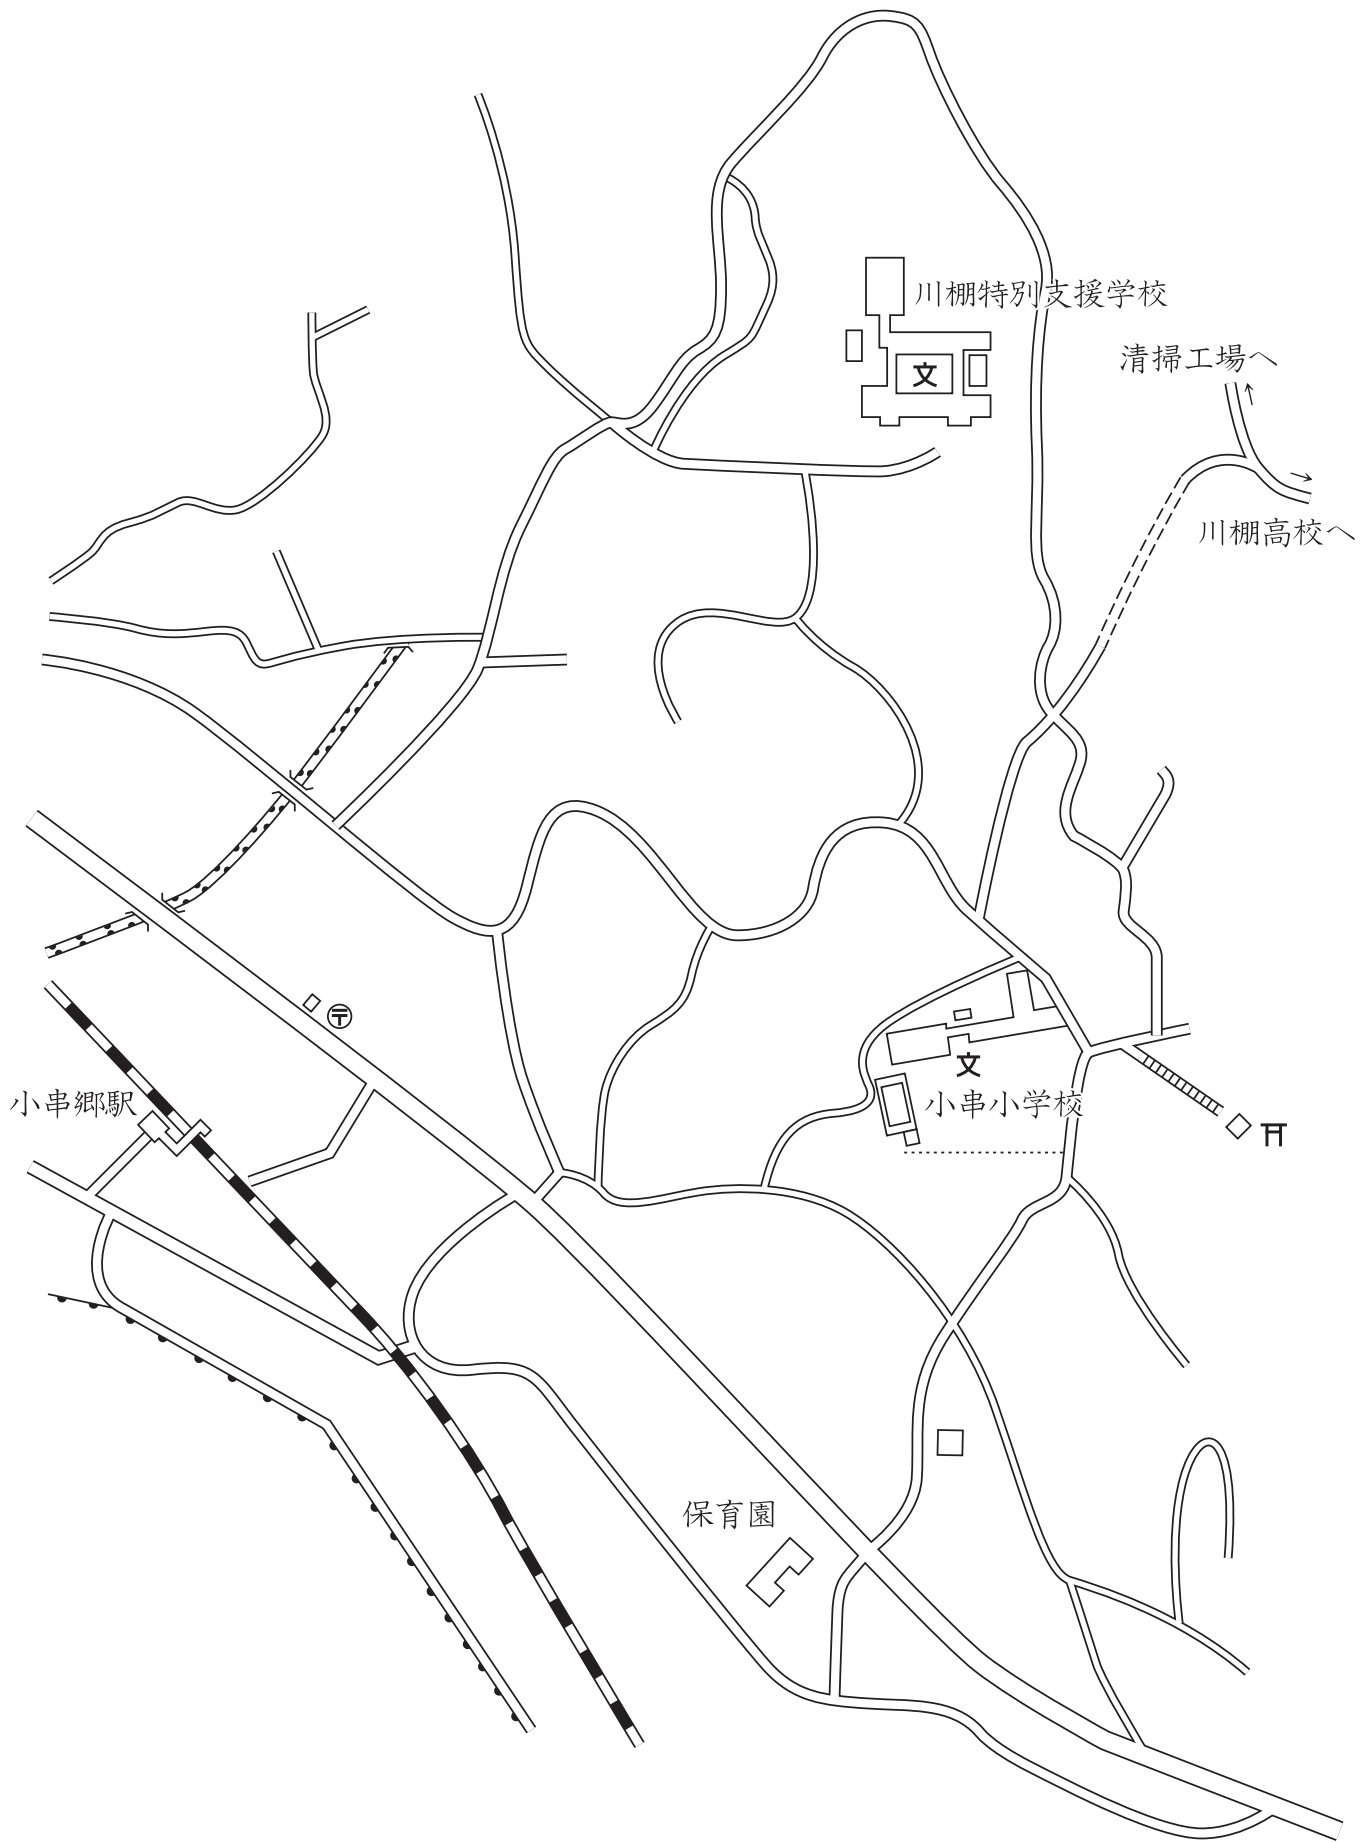 川棚特別支援学校
清掃工場へ
文
川棚高校へ
〒
文
小串郷駅
小串小学校
保育園